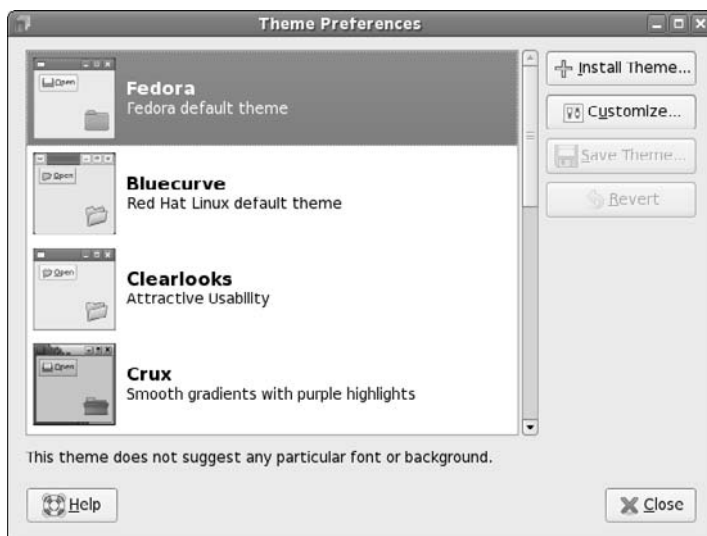 Theme Preferences
Open
Fedora
Fedora default theme
Open
Bluecurve
Red Hat Linux default theme
Open
Clearlooks
Attractive Usability
Open
Crux
Smooth gradients with purple highlights
Install Theme...
Customize...
Save Theme...
Revert
This theme does not suggest any particular font or background.
Help
Close